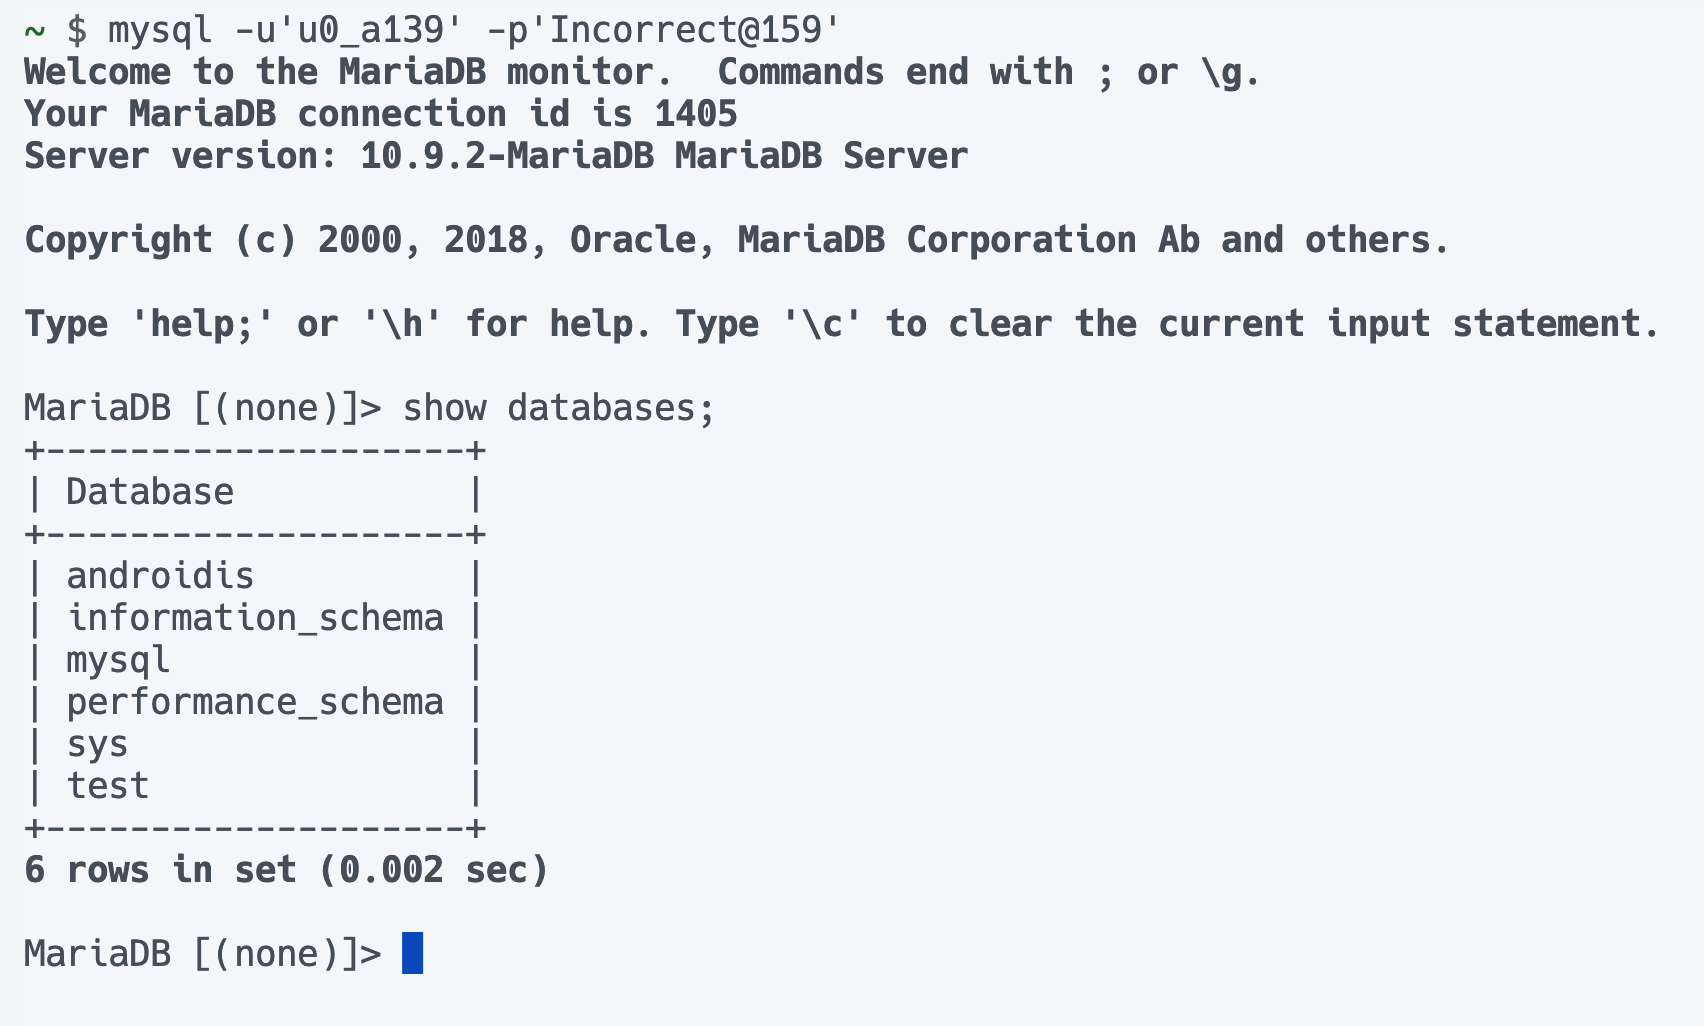 ~ $ mysql -u'u0_a139' -p'Incorrect@159'
Welcome to the MariaDB monitor.  Commands end with ; or \g.
Your MariaDB connection id is 1405
Server version: 10.9.2-MariaDB MariaDB Server
Copyright (c) 2000, 2018, Oracle, MariaDB Corporation Ab and others.
Type 'help;' or '\h' for help. Type '\c' to clear the current input statement.
MariaDB [(none)]> show databases;
+--------------------+
| Database           |
+--------------------+
| androidis          |
| information_schema |
| mysql              |
| performance_schema |
| sys                |
| test               |
+--------------------+
6 rows in set (0.002 sec)
MariaDB [(none)]>